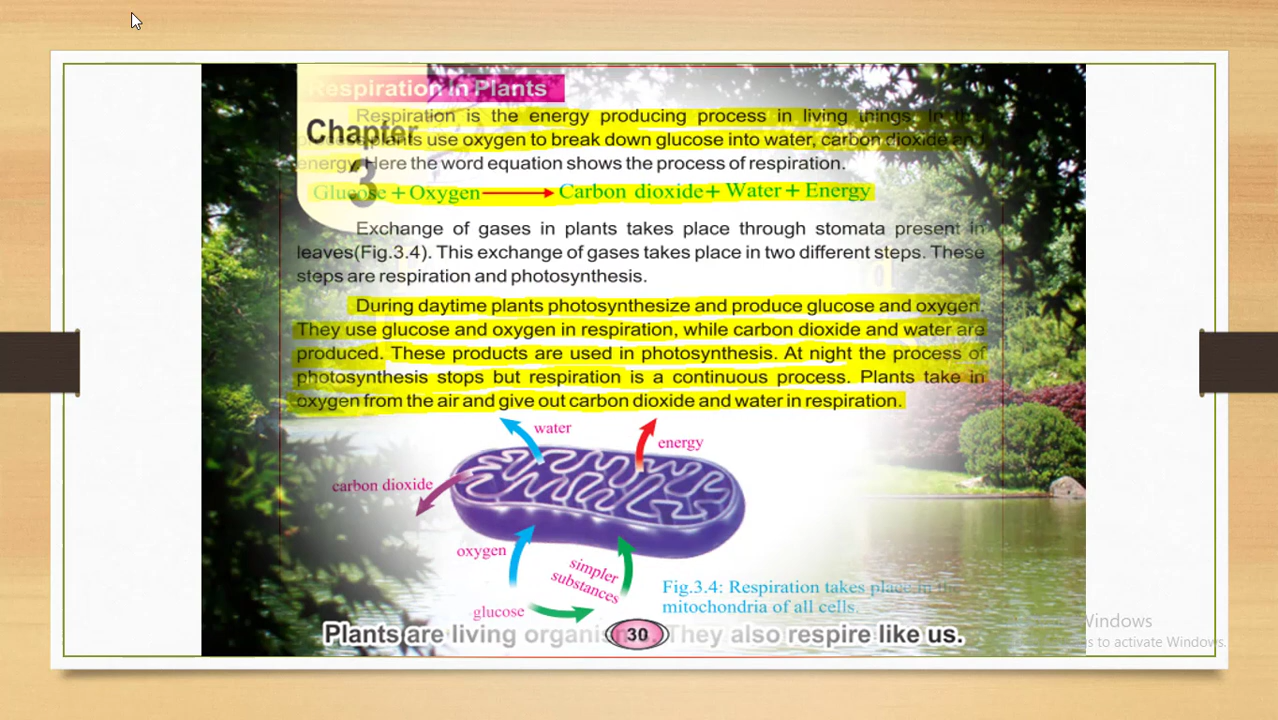 Respiration in Plants
Respiration is the energy producing process in living things. In this
process plants use oxygen to break down glucose into water, carbon dioxide and
energy. Here the word equation shows the process of respiration.
Chapter
3
Glucose + Oxygen → Carbon dioxide + Water + Energy
Exchange of gases in plants takes place through stomata present in
leaves(Fig.3.4). This exchange of gases takes place in two different steps. These
steps are respiration and photosynthesis.
During daytime plants photosynthesize and produce glucose and oxygen.
They use glucose and oxygen in respiration, while carbon dioxide and water are
produced. These products are used in photosynthesis. At night the process of
photosynthesis stops but respiration is a continuous process. Plants take in
oxygen from the air and give out carbon dioxide and water in respiration.
water
energy
carbon dioxide
oxygen
simpler
substances
glucose
Fig.3.4: Respiration takes place in the
mitochondria of all cells.
30
Plants are living organisms. They also respire like us.
Windows
s to activate Windows.